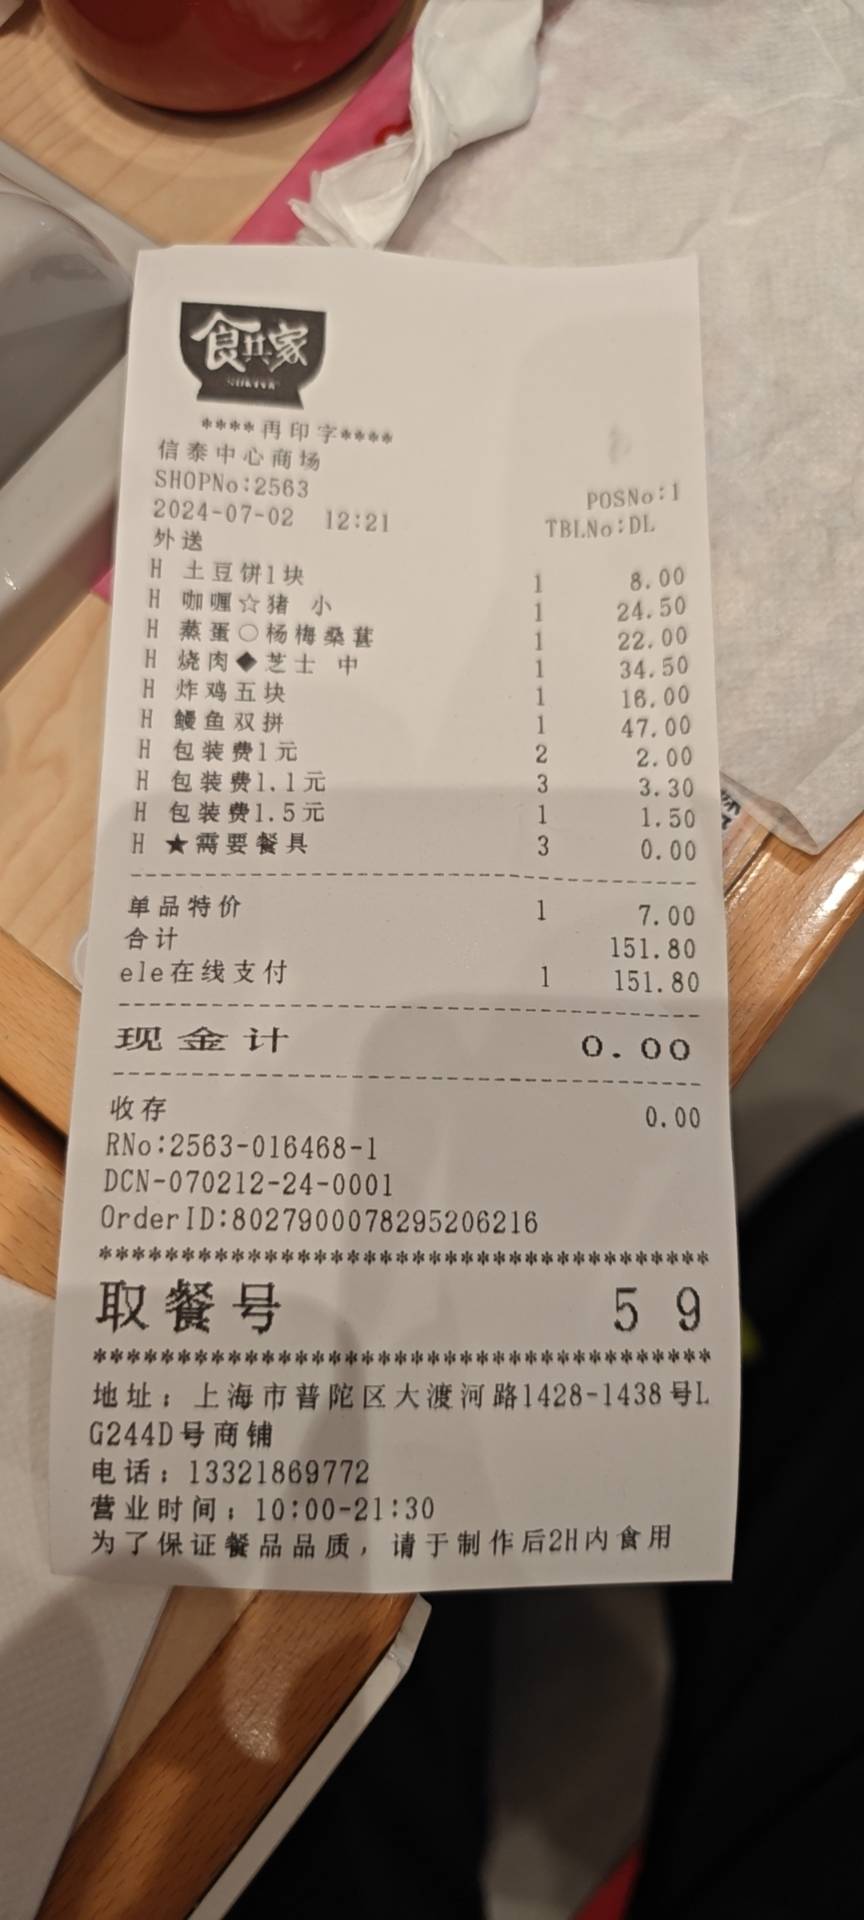 食其家
****再印字****
信泰中心商场
SHOPNo:2563 POSNo:1
2024-07-02 12:21 TBLNo:DL
外送
H 土豆饼1块 1 8.00
H 咖喱☆猪 小 1 24.50
H 蒸蛋○杨梅桑葚 1 22.00
H 烧肉◆芝士 中 1 34.50
H 炸鸡五块 1 16.00
H 鳗鱼双拼 1 47.00
H 包装费1元 2 2.00
H 包装费1.1元 3 3.30
H 包装费1.5元 1 1.50
H ★需要餐具 3 0.00
单品特价 1 7.00
合计 151.80
ele在线支付 1 151.80
现金计 0.00
收存 0.00
RNo:2563-016468-1
DCN-070212-24-0001
OrderID:8027900078295206216
****************************************
取餐号 59
****************************************
地址：上海市普陀区大渡河路1428-1438号L
G244D号商铺
电话：13321869772
营业时间：10:00-21:30
为了保证餐品品质，请于制作后2H内食用